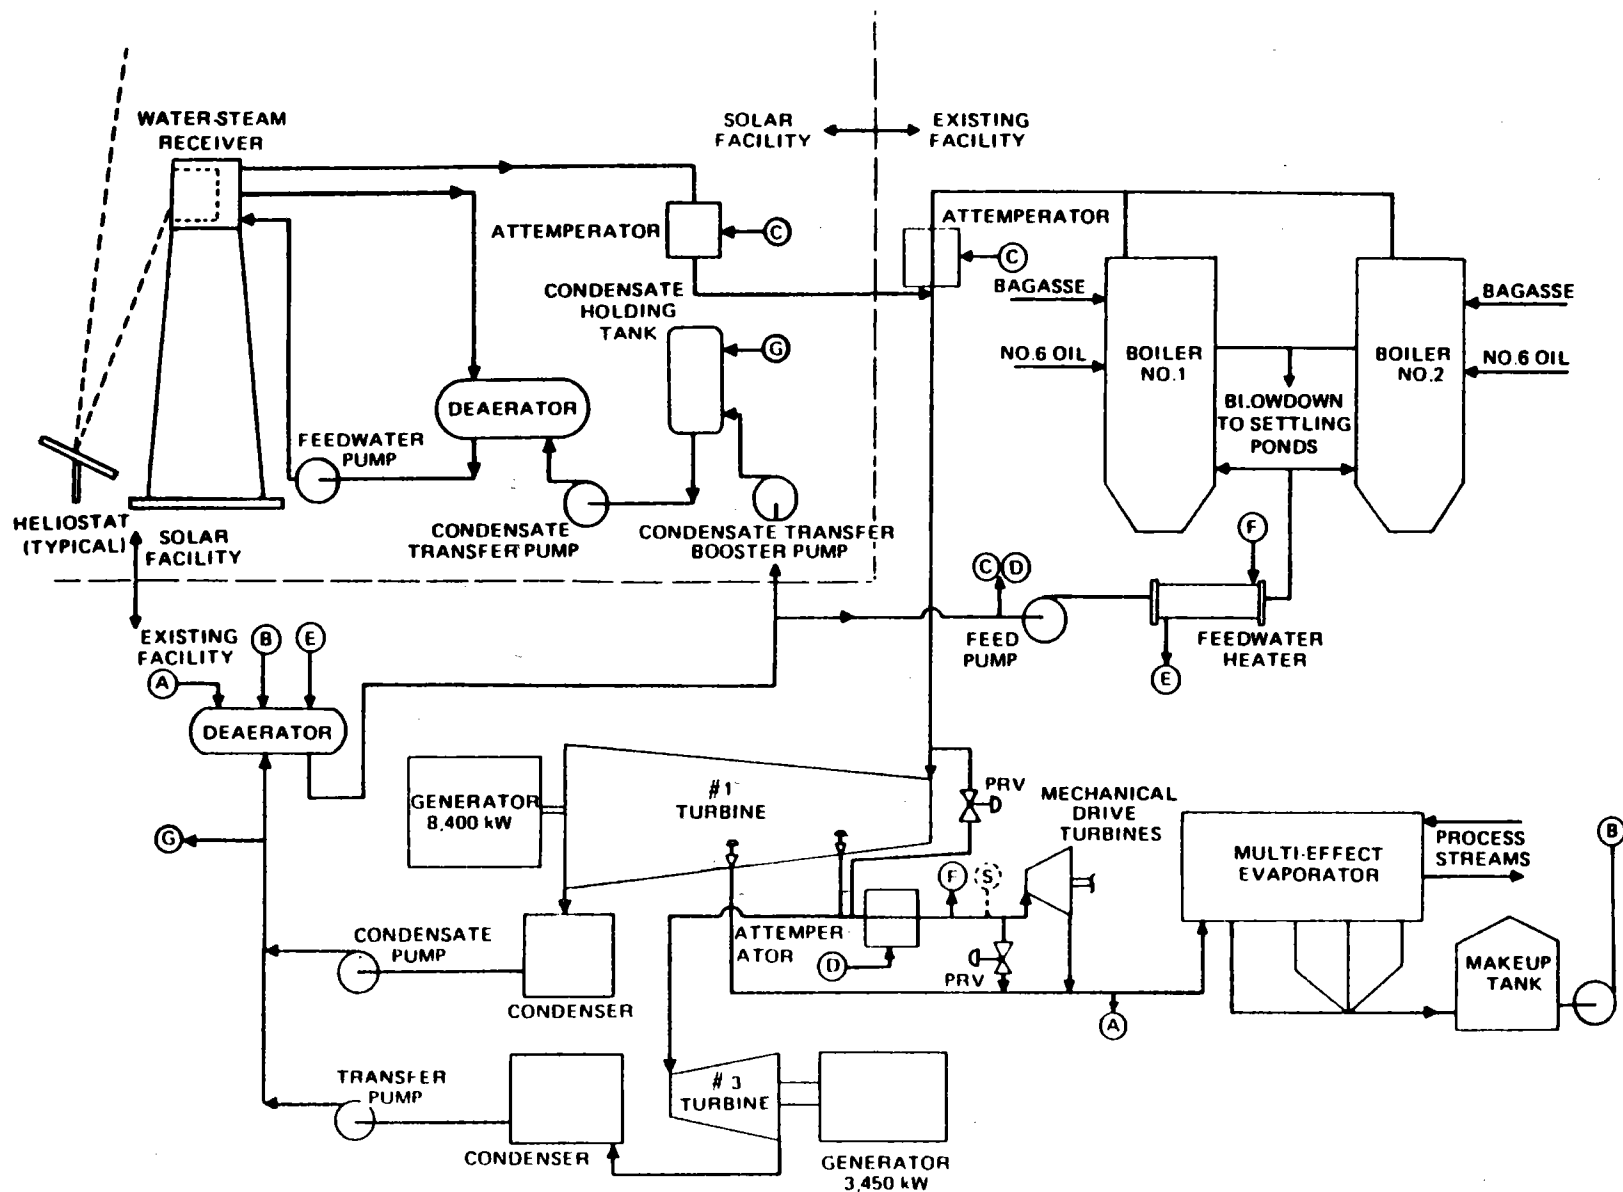 WATER-STEAM
RECEIVER
SOLAR
FACILITY
EXISTING
FACILITY
ATTEMPERATOR
C
ATTEMPERATOR
C
CONDENSATE
HOLDING
TANK
G
BAGASSE
NO.6 OIL
BOILER
NO.1
BOILER
NO.2
BAGASSE
NO.6 OIL
BLOWDOWN
TO SETTLING
PONDS
DEAERATOR
FEEDWATER
PUMP
HELIOSTAT
(TYPICAL)
SOLAR
FACILITY
CONDENSATE
TRANSFER PUMP
CONDENSATE TRANSFER
BOOSTER PUMP
F
C D
FEED
PUMP
FEEDWATER
HEATER
E
EXISTING
FACILITY
B
E
A
DEAERATOR
G
GENERATOR
8,400 kW
#1
TURBINE
PRV
MECHANICAL
DRIVE
TURBINES
MULTI-EFFECT
EVAPORATOR
PROCESS
STREAMS
B
F
S
ATTEMPER
ATOR
D
PRV
A
MAKEUP
TANK
CONDENSATE
PUMP
CONDENSER
TRANSFER
PUMP
CONDENSER
#3
TURBINE
GENERATOR
3,450 kW